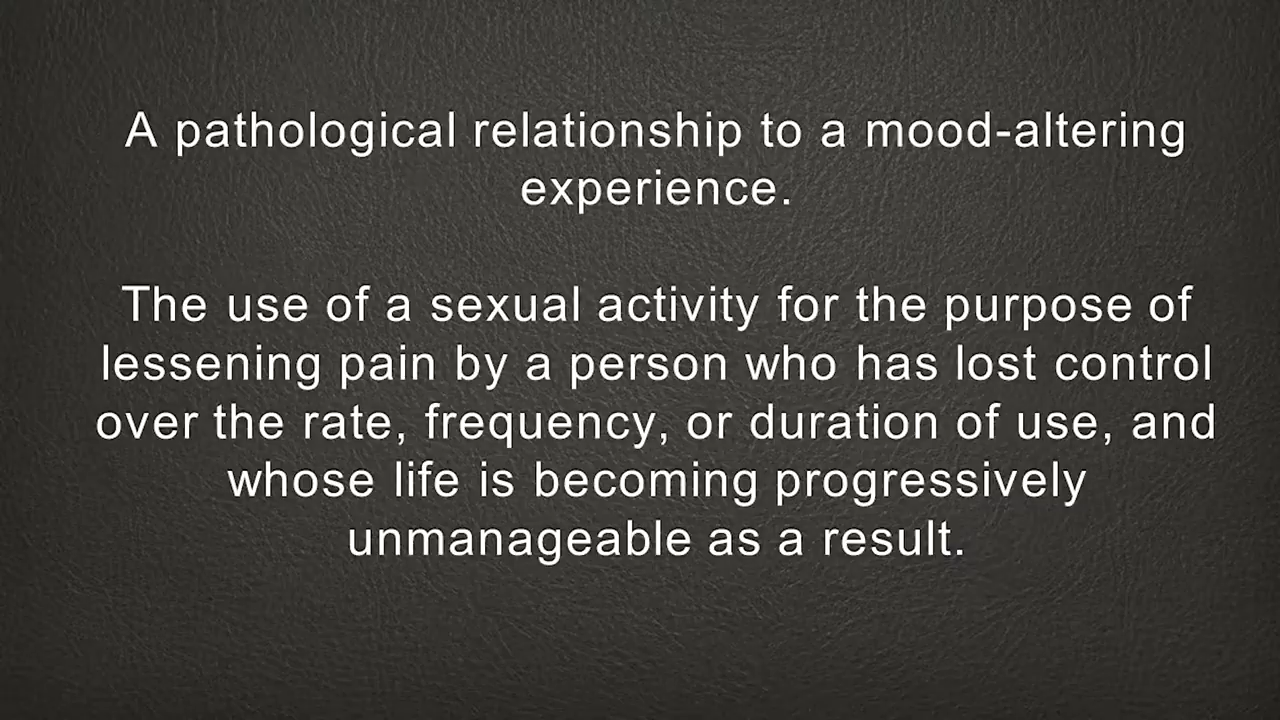 A pathological relationship to a mood-altering
experience.
The use of a sexual activity for the purpose of
lessening pain by a person who has lost control
over the rate, frequency, or duration of use, and
whose life is becoming progressively
unmanageable as a result.